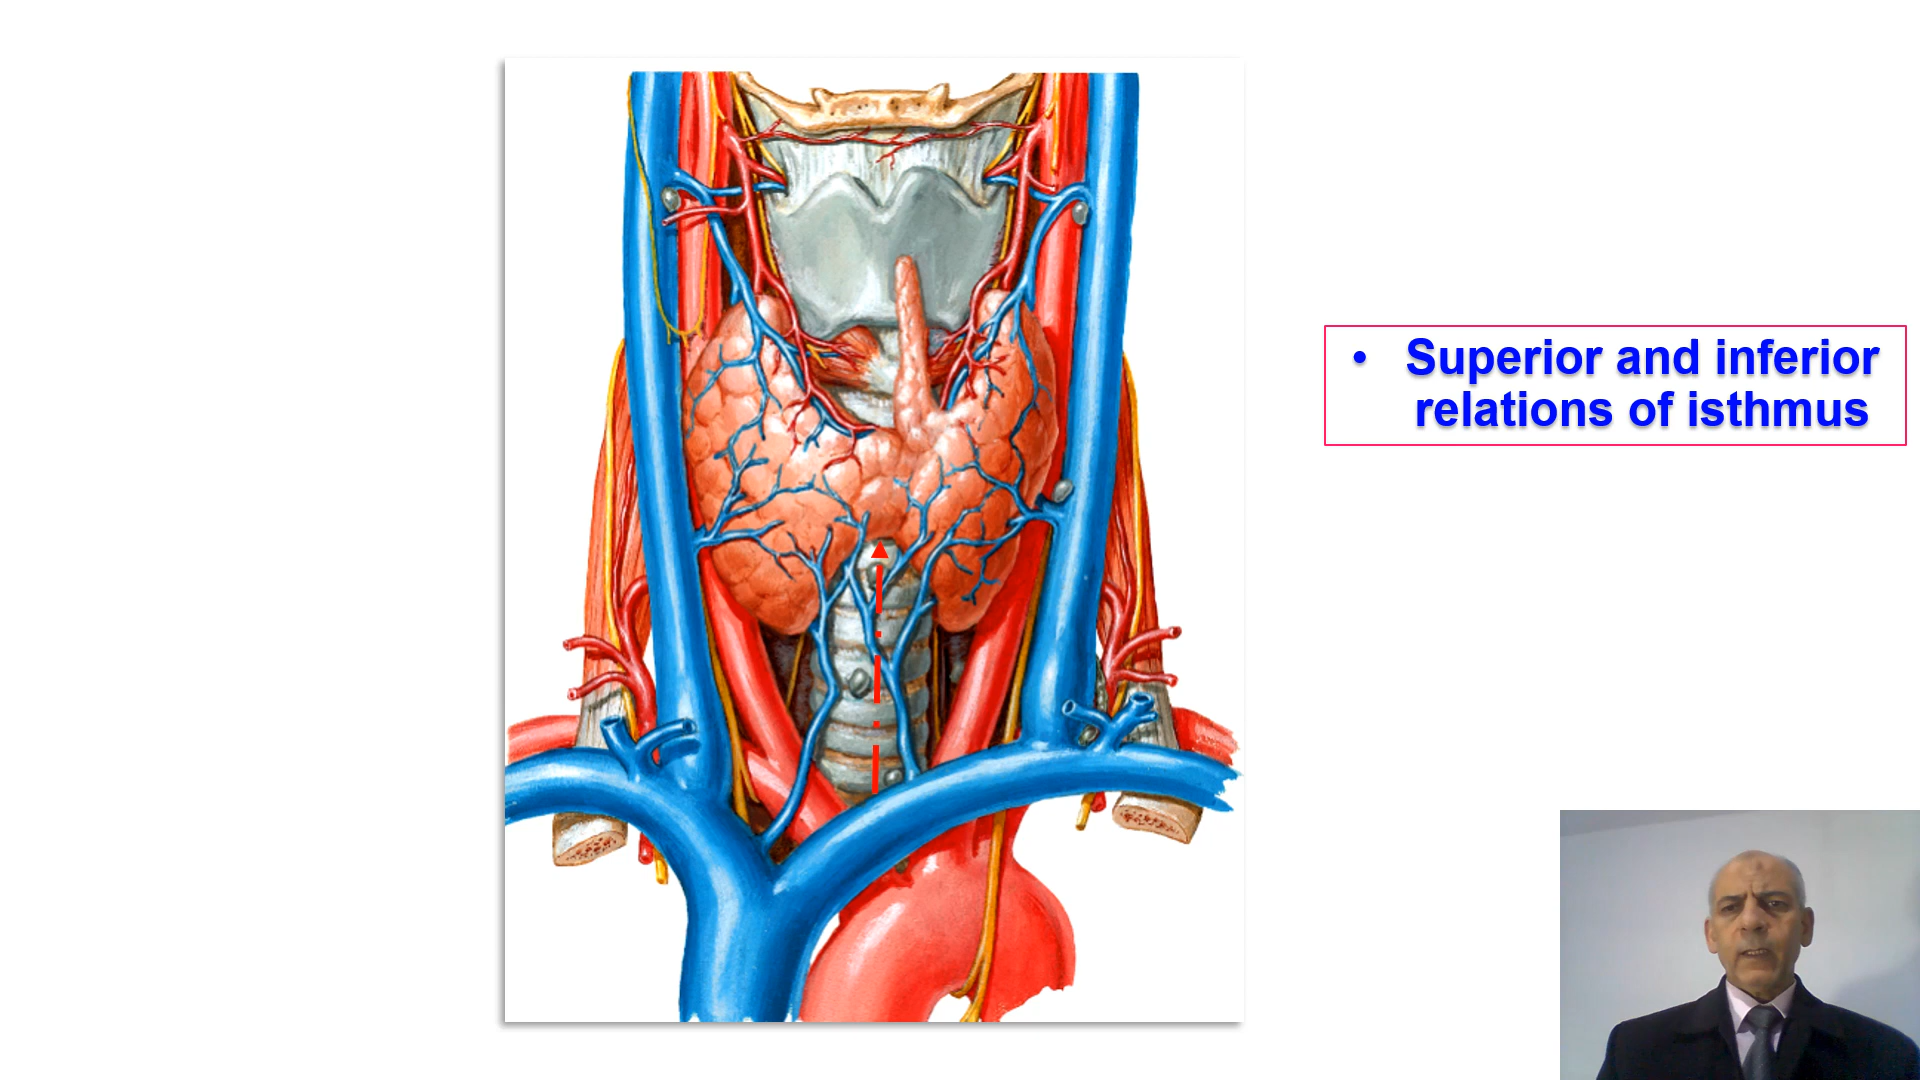 • Superior and inferior
relations of isthmus